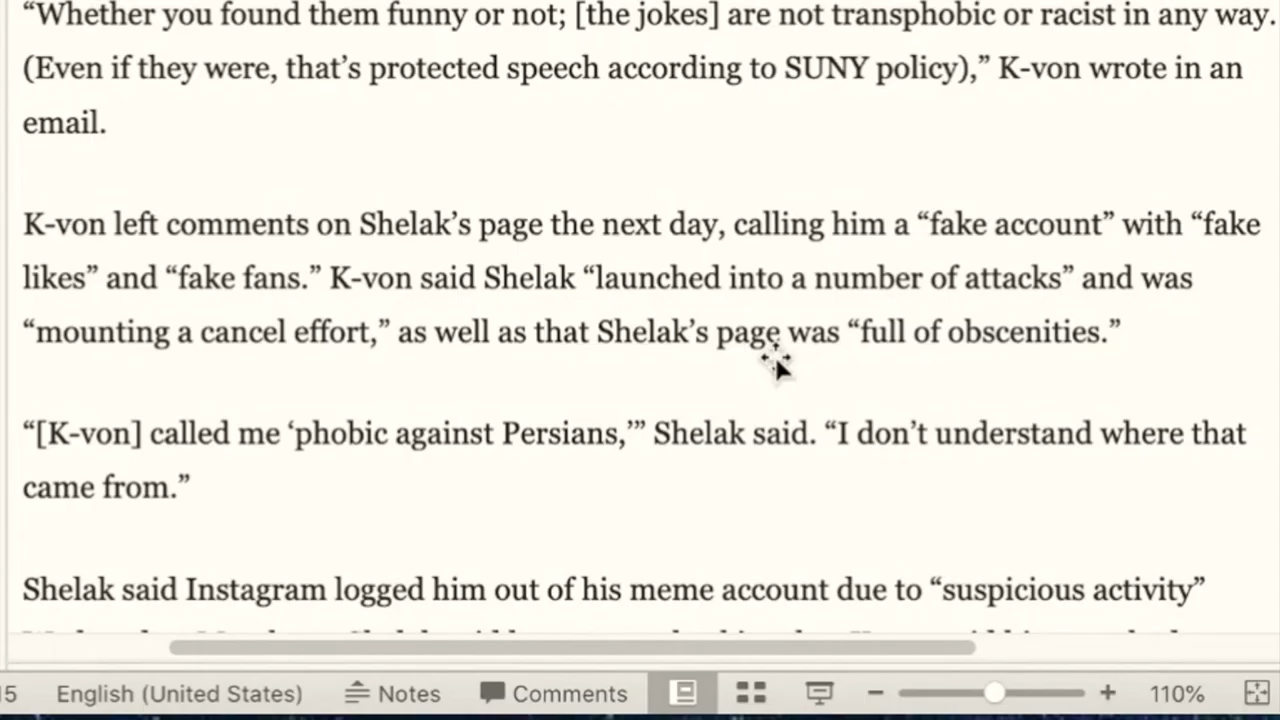 “Whether you found them funny or not; [the jokes] are not transphobic or racist in any way.
(Even if they were, that’s protected speech according to SUNY policy),” K-von wrote in an
email.
K-von left comments on Shelak’s page the next day, calling him a “fake account” with “fake
likes” and “fake fans.” K-von said Shelak “launched into a number of attacks” and was
“mounting a cancel effort,” as well as that Shelak’s page was “full of obscenities.”
“[K-von] called me ‘phobic against Persians,’” Shelak said. “I don’t understand where that
came from.”
Shelak said Instagram logged him out of his meme account due to “suspicious activity”
15 English (United States) Notes Comments 110%